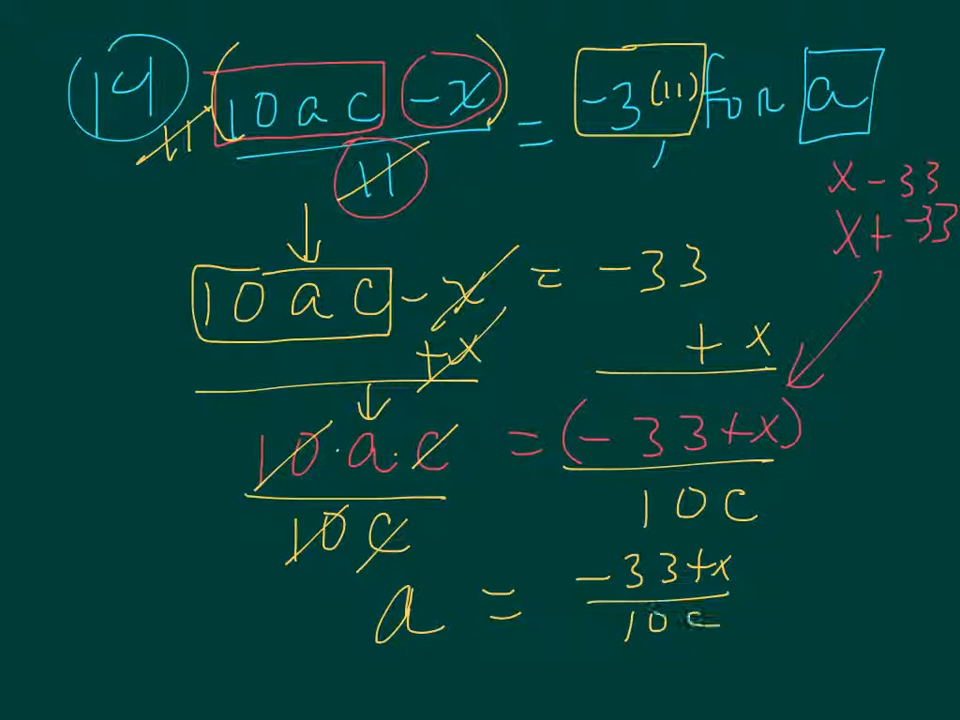 14 11 (10ac - x) = -3 (11) for a
11
x - 33
x + -33
10ac - x = -33
+x + x
10·a·c = (-33+x)
10c 10c
a = -33+x
10c